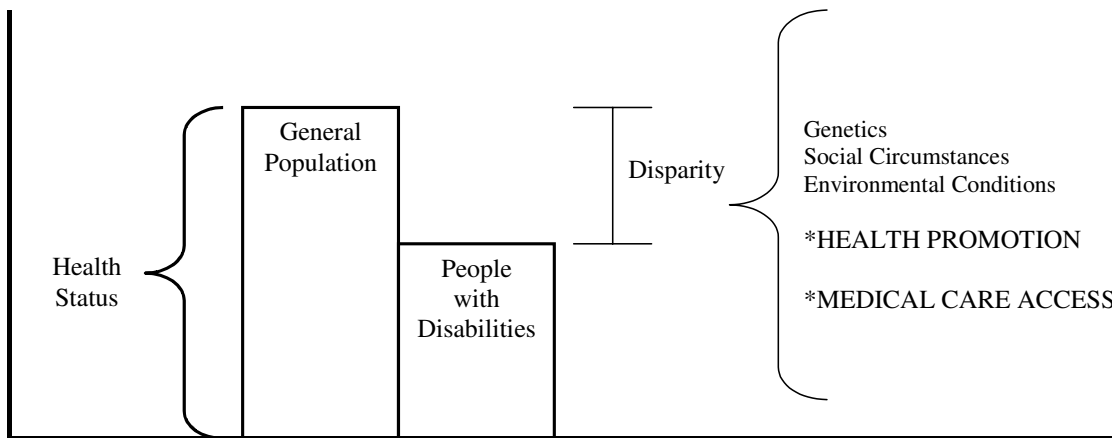 General
Population
Health
Status
People
with
Disabilities
Disparity
Genetics
Social Circumstances
Environmental Conditions
*HEALTH PROMOTION
*MEDICAL CARE ACCESS